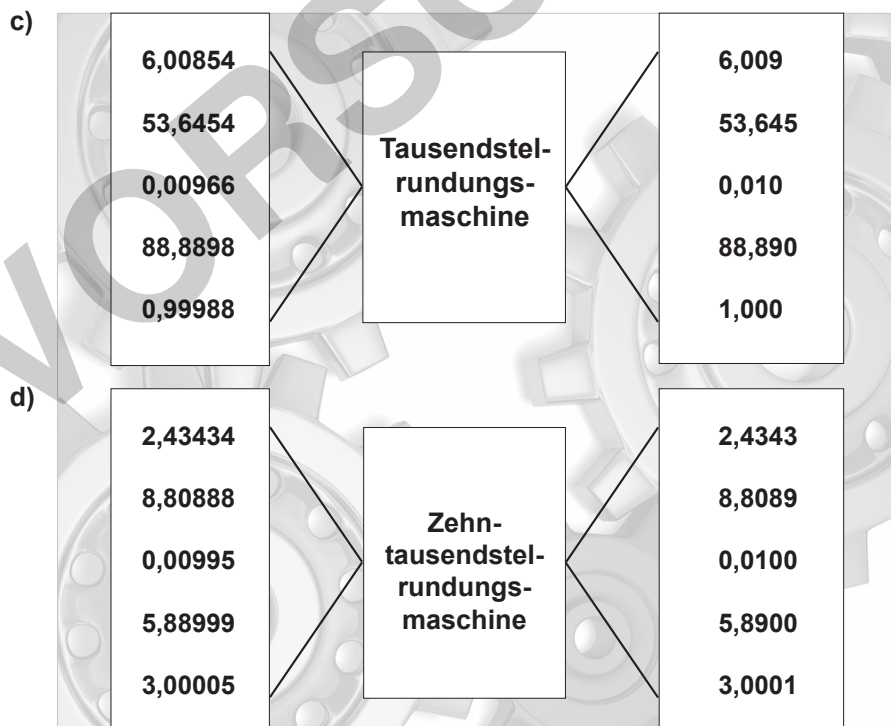 c)
6,00854
53,6454
0,00966
88,8898
0,99988
Tausendstel-
rundungs-
maschine
6,009
53,645
0,010
88,890
1,000
d)
2,43434
8,80888
0,00995
5,88999
3,00005
Zehn-
tausendstel-
rundungs-
maschine
2,4343
8,8089
0,0100
5,8900
3,0001
VORSC